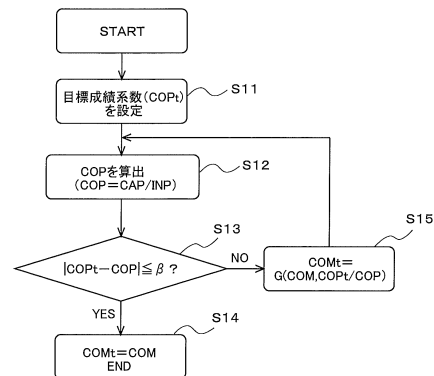 START
目標成績系数(COPt)
を設定
S11
COPを算出
(COP=CAP/INP)
S12
|COPt-COP|≦β?
S13
NO
COMt=
G(COM,COPt/COP)
S15
YES
COMt=COM
END
S14